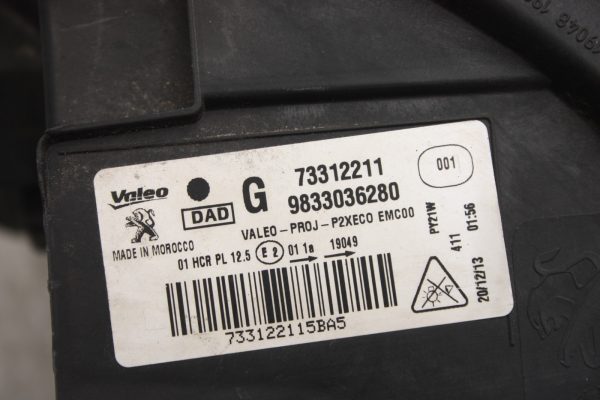 19048
Valeo
MADE IN MOROCCO
DAD
G
73312211
9833036280
001
VALEO-PROJ-P2XECO EMC00
01 HCR PL 12.5
E2
01 1a
19049
PY21W
411 01:56
20/12/13
733122115BA5